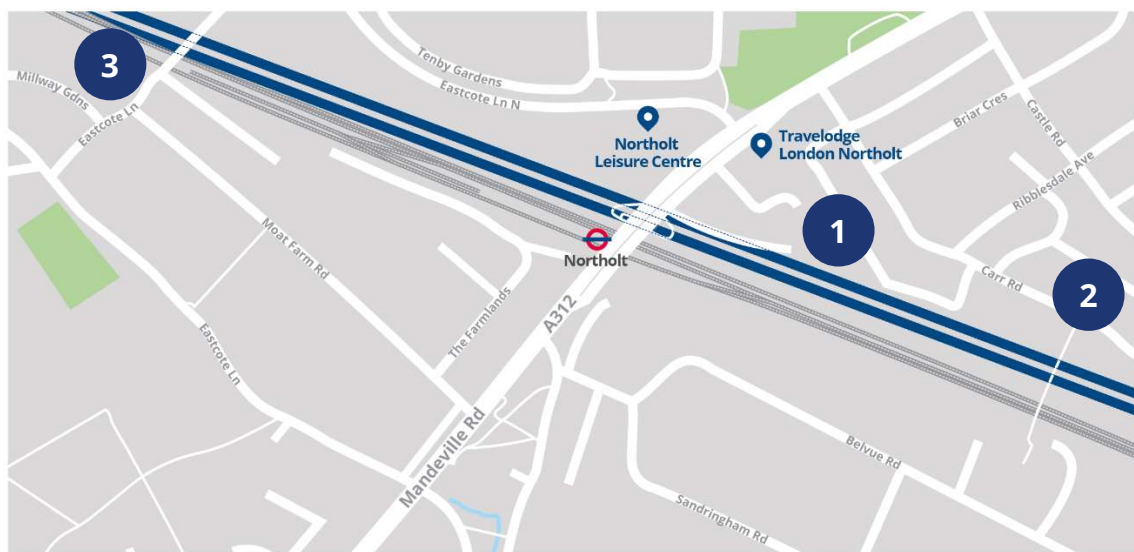 3
Millway Gdns
Eastcote Ln
Tenby Gardens
Eastcote Ln N
Northolt
Leisure Centre
Travelodge
London Northolt
Briar Cres
Castle Rd
Ribblesdale Ave
1
Carr Rd
2
Moat Farm Rd
Northolt
The Farmlands
A312
Eastcote Ln
Mandeville Rd
Belvue Rd
Sandringham Rd